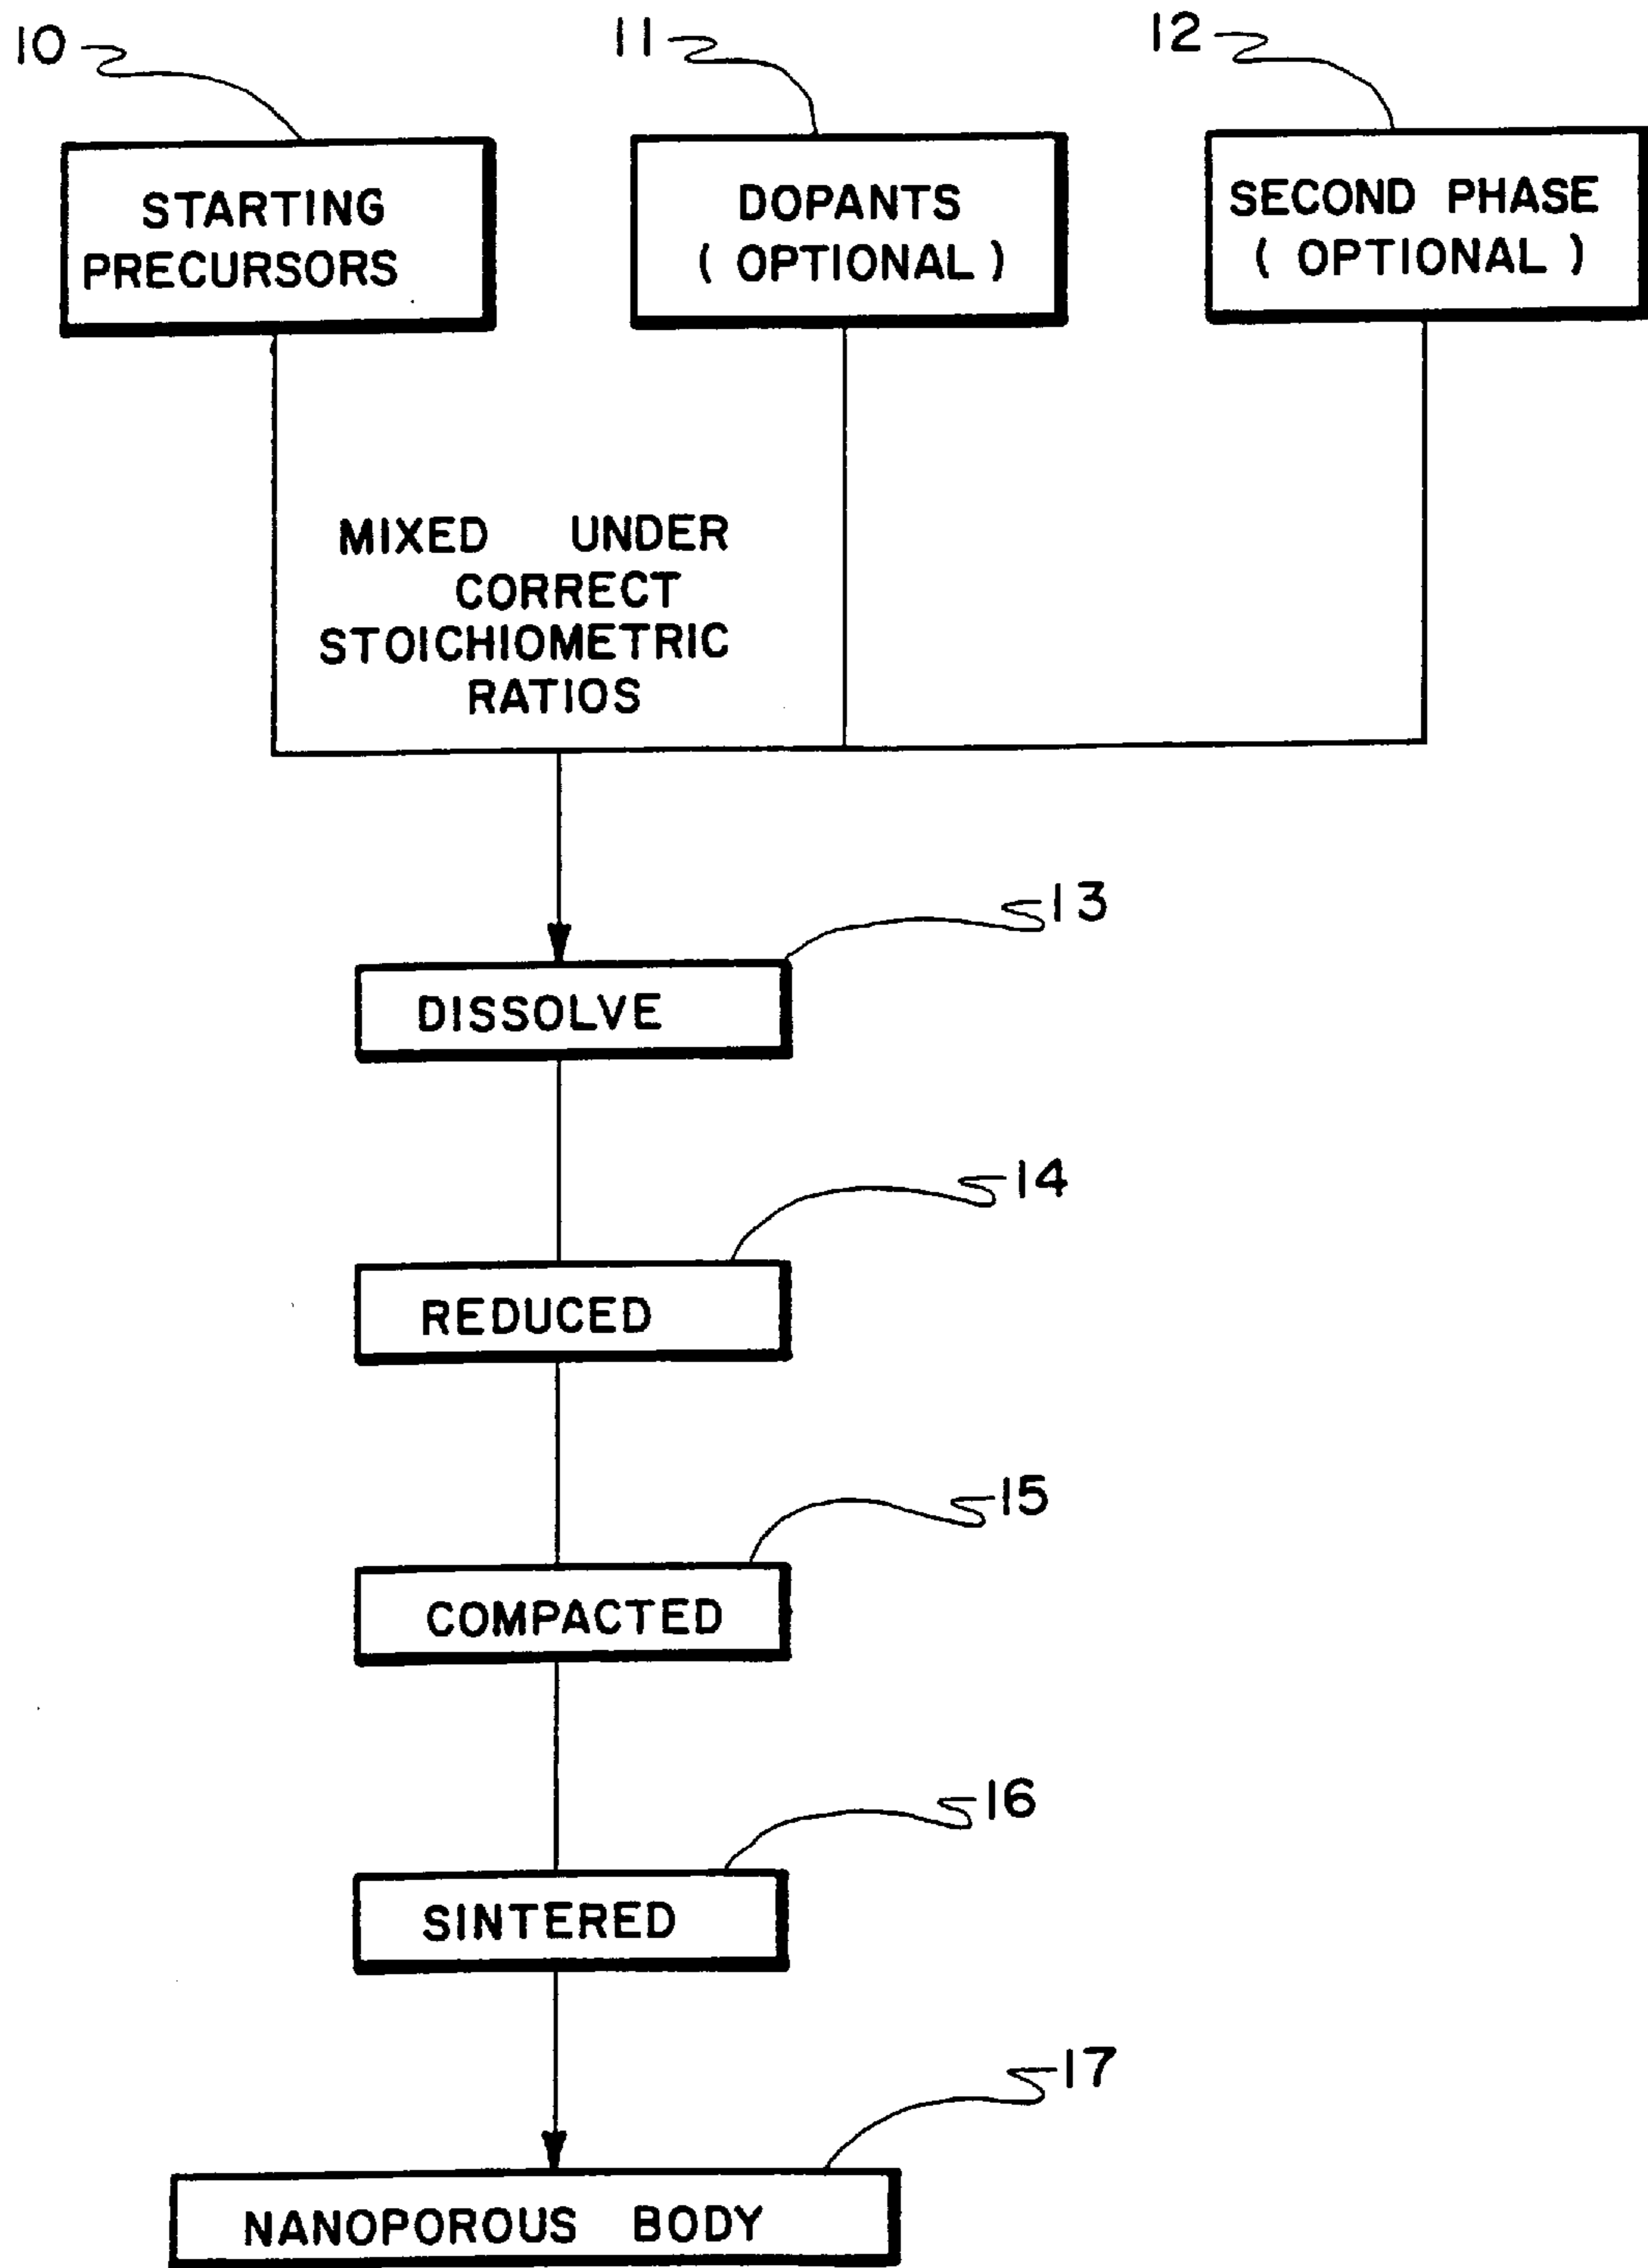 10
11
12
STARTING
PRECURSORS
DOPANTS
( OPTIONAL )
SECOND PHASE
( OPTIONAL )
MIXED UNDER
CORRECT
STOICHIOMETRIC
RATIOS
13
DISSOLVE
14
REDUCED
15
COMPACTED
16
SINTERED
17
NANOPOROUS BODY